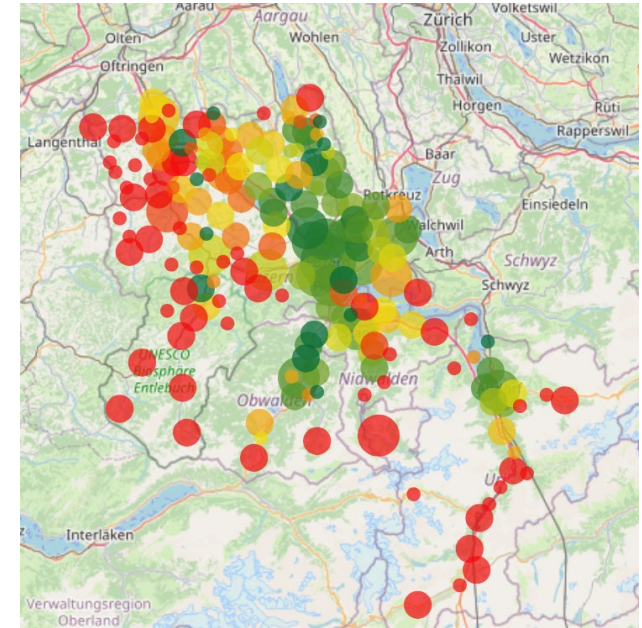 Aarau
Aargau
Volketswil
Zürich
Olten
Wohlen
Uster
Zollikon
Wetzikon
Oftringen
Thalwil
Horgen
Rüti
Rapperswil
Langenthal
Baar
Zug
Rotkreuz
Einsiedeln
Walchwil
Arth
Schwyz
Schwyz
UNESCO
Biosphäre
Entlebuch
Obwalden
Nidwalden
Interlaken
Verwaltungsregion
Oberland